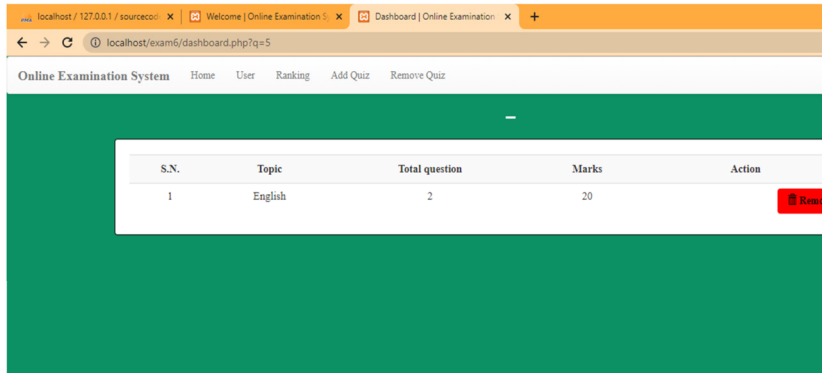 localhost / 127.0.0.1 / sourcecod
Welcome | Online Examination Sy
Dashboard | Online Examination
localhost/exam6/dashboard.php?q=5
Online Examination System Home User Ranking Add Quiz Remove Quiz
S.N. Topic Total question Marks Action
1 English 2 20 Remo